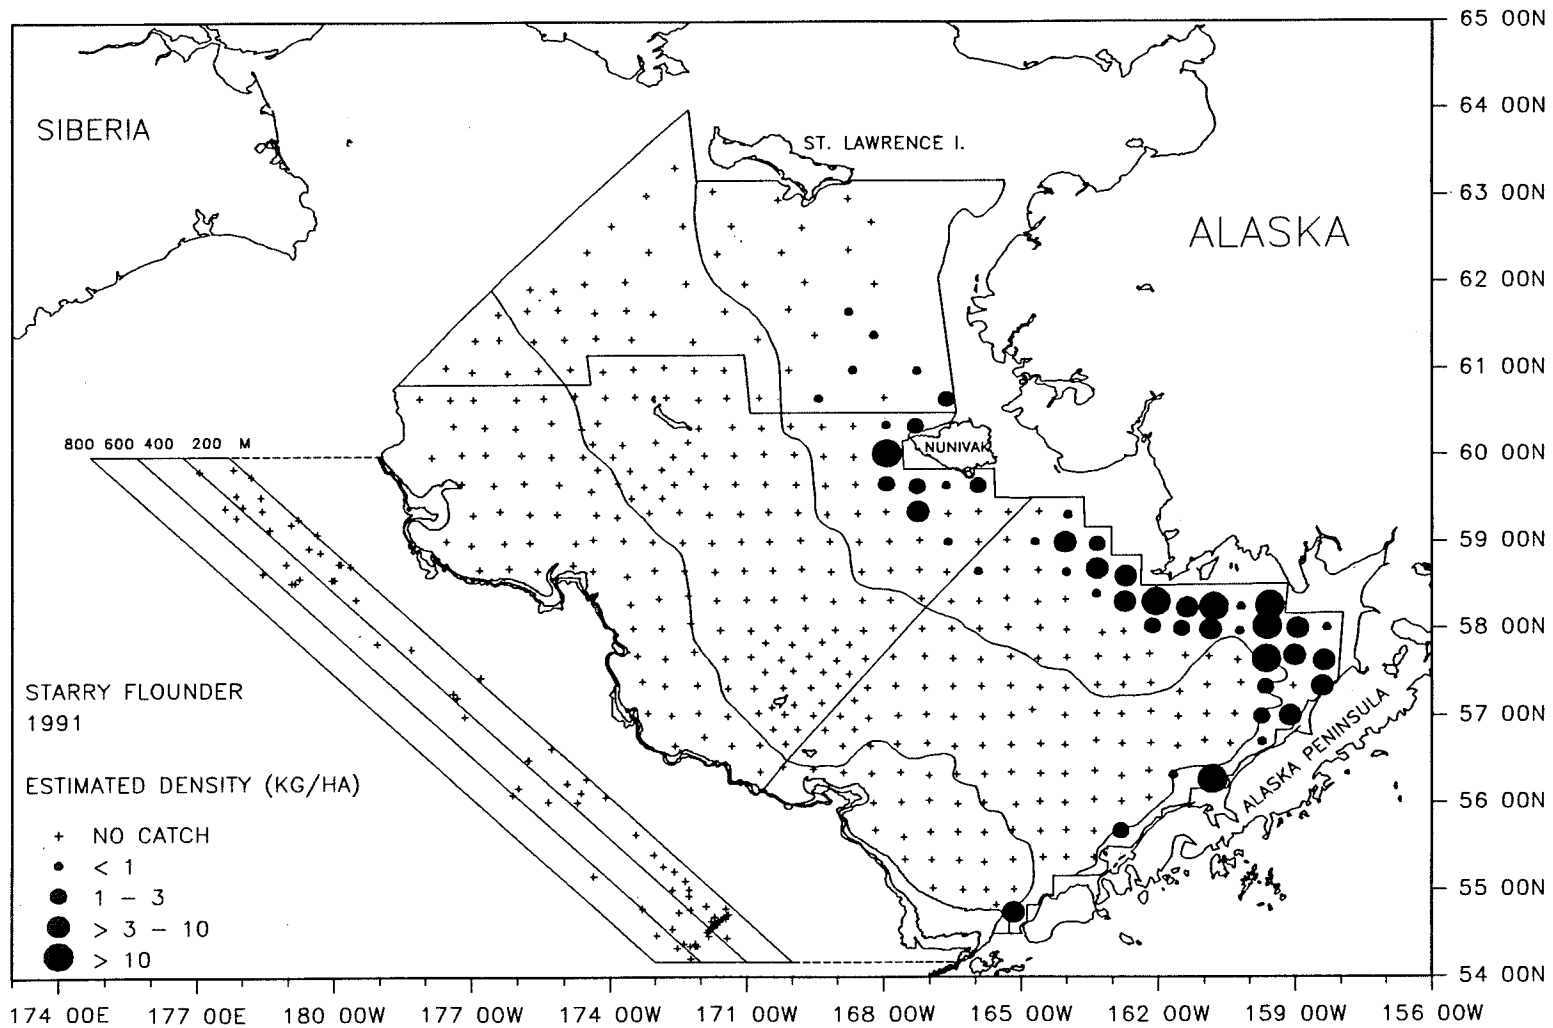 65 00N
SIBERIA
64 00N
ST. LAWRENCE I.
63 00N
ALASKA
62 00N
61 00N
800 600 400 200 M
60 00N
NUNIVAK
59 00N
58 00N
STARRY FLOUNDER
1991
57 00N
ALASKA PENINSULA
ESTIMATED DENSITY (KG/HA)
56 00N
+ NO CATCH
< 1
1 - 3
> 3 - 10
> 10
55 00N
54 00N
174 00E 177 00E 180 00W 177 00W 174 00W 171 00W 168 00W 165 00W 162 00W 159 00W 156 00W